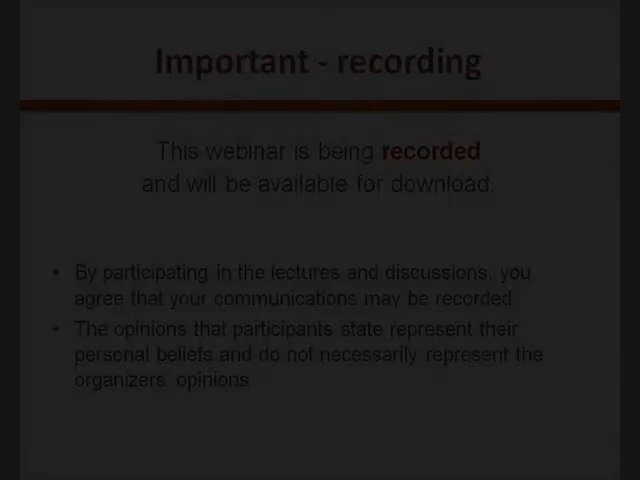 Important - recording
This webinar is being recorded
and will be available for download.
• By participating in the lectures and discussions, you
agree that your communications may be recorded
• The opinions that participants state represent their
personal beliefs and do not necessarily represent the
organizers' opinions